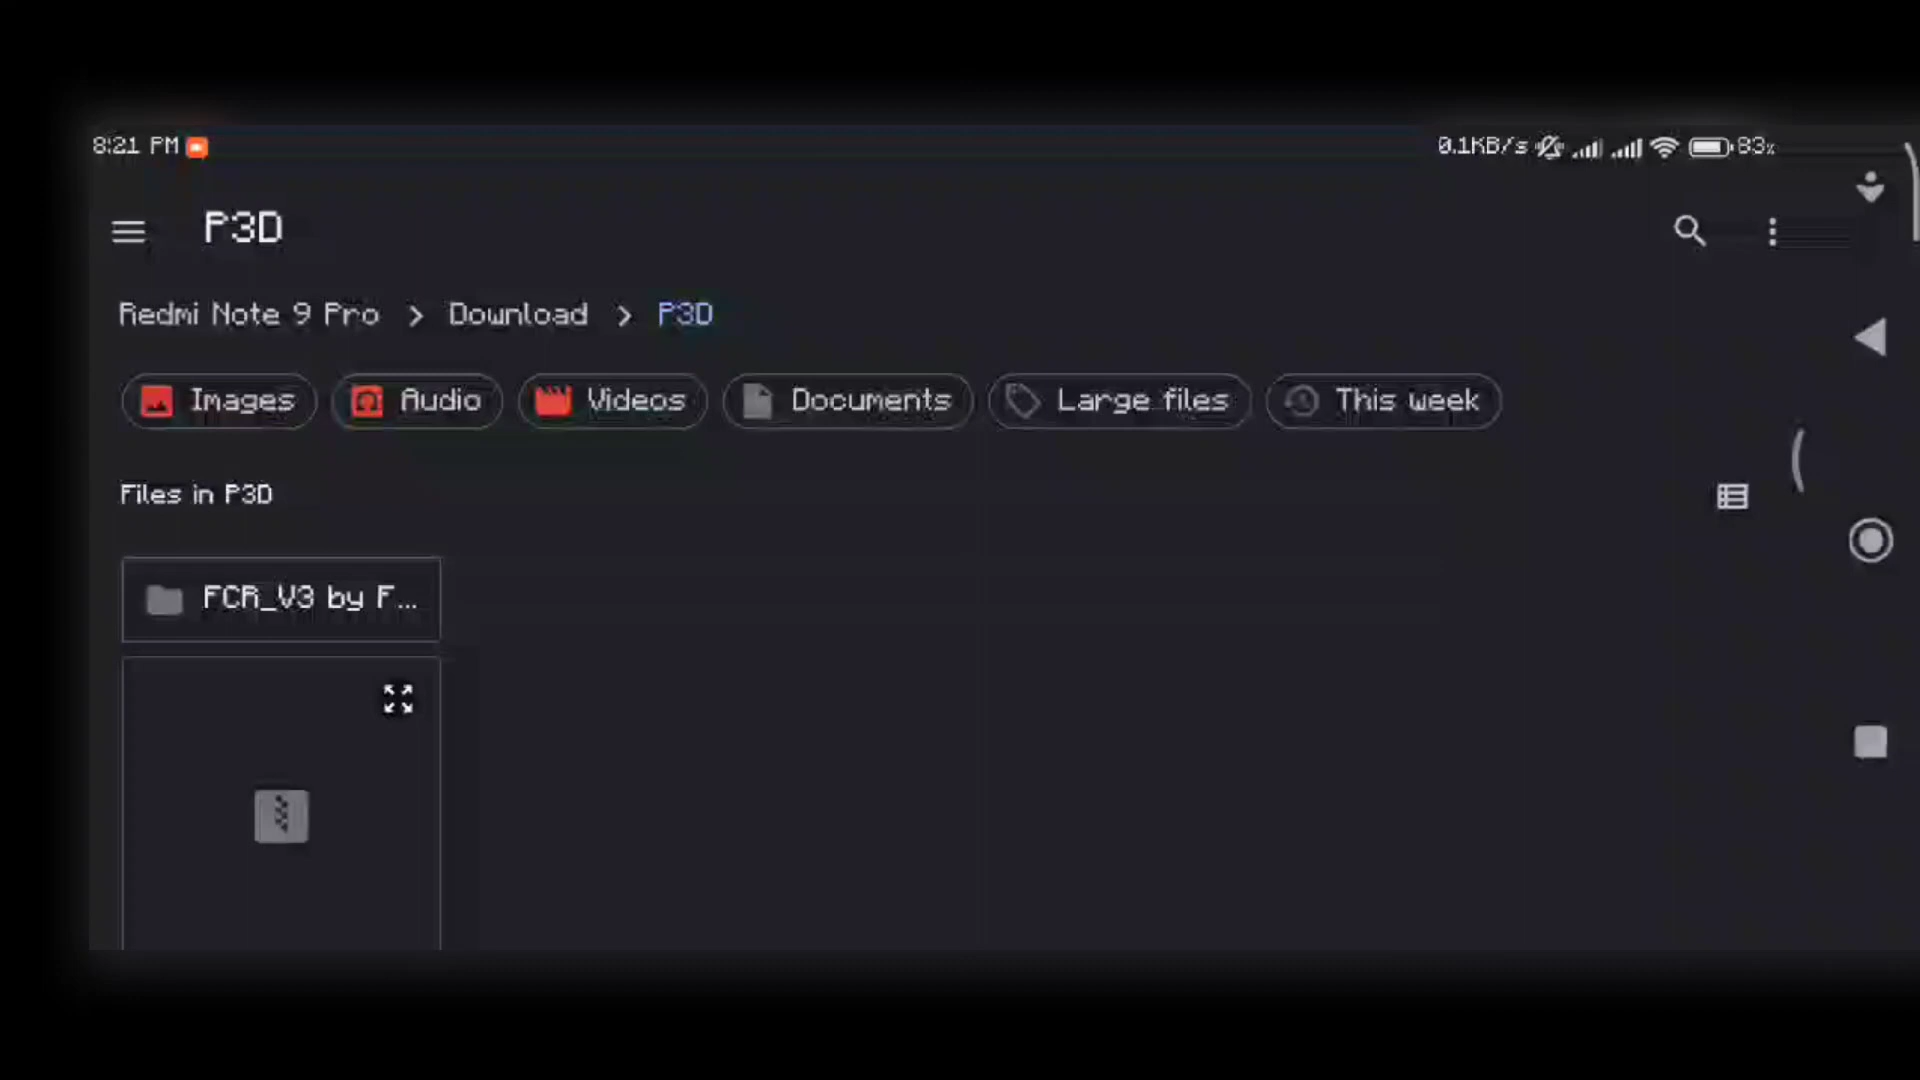 8:21 PM
0.1KB/s 83%
P3D
Redmi Note 9 Pro > Download > P3D
Images Audio Videos Documents Large files This week
Files in P3D
FCR_V3 by F...